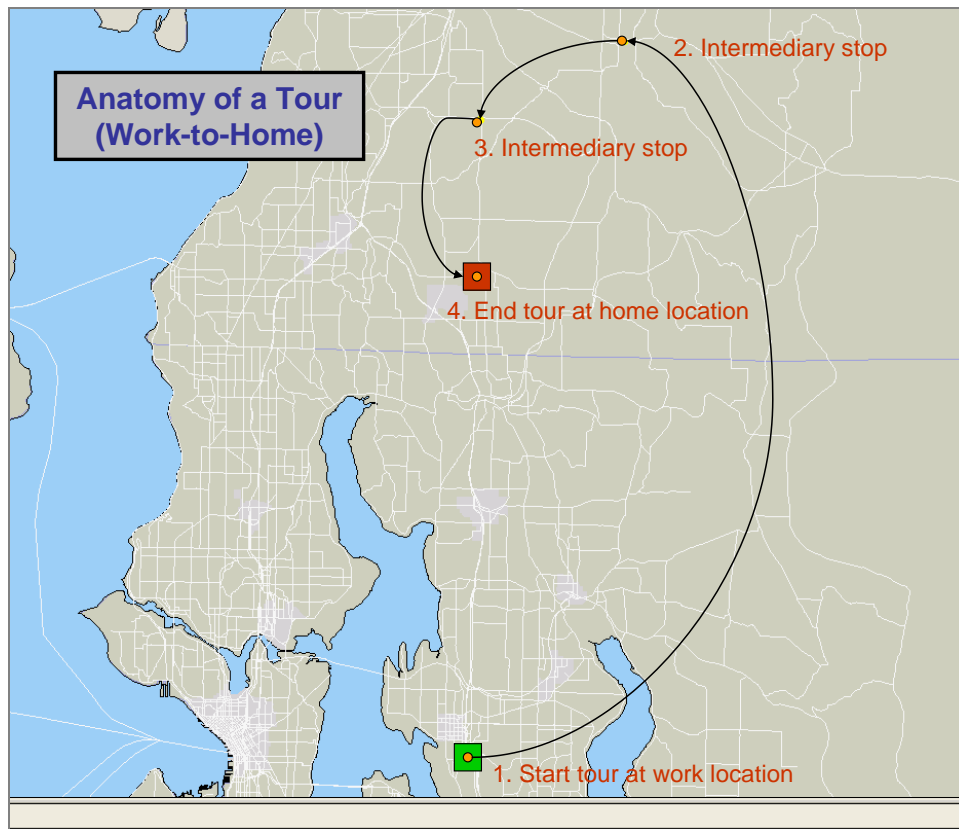 Anatomy of a Tour
(Work-to-Home)
2. Intermediary stop
3. Intermediary stop
4. End tour at home location
1. Start tour at work location